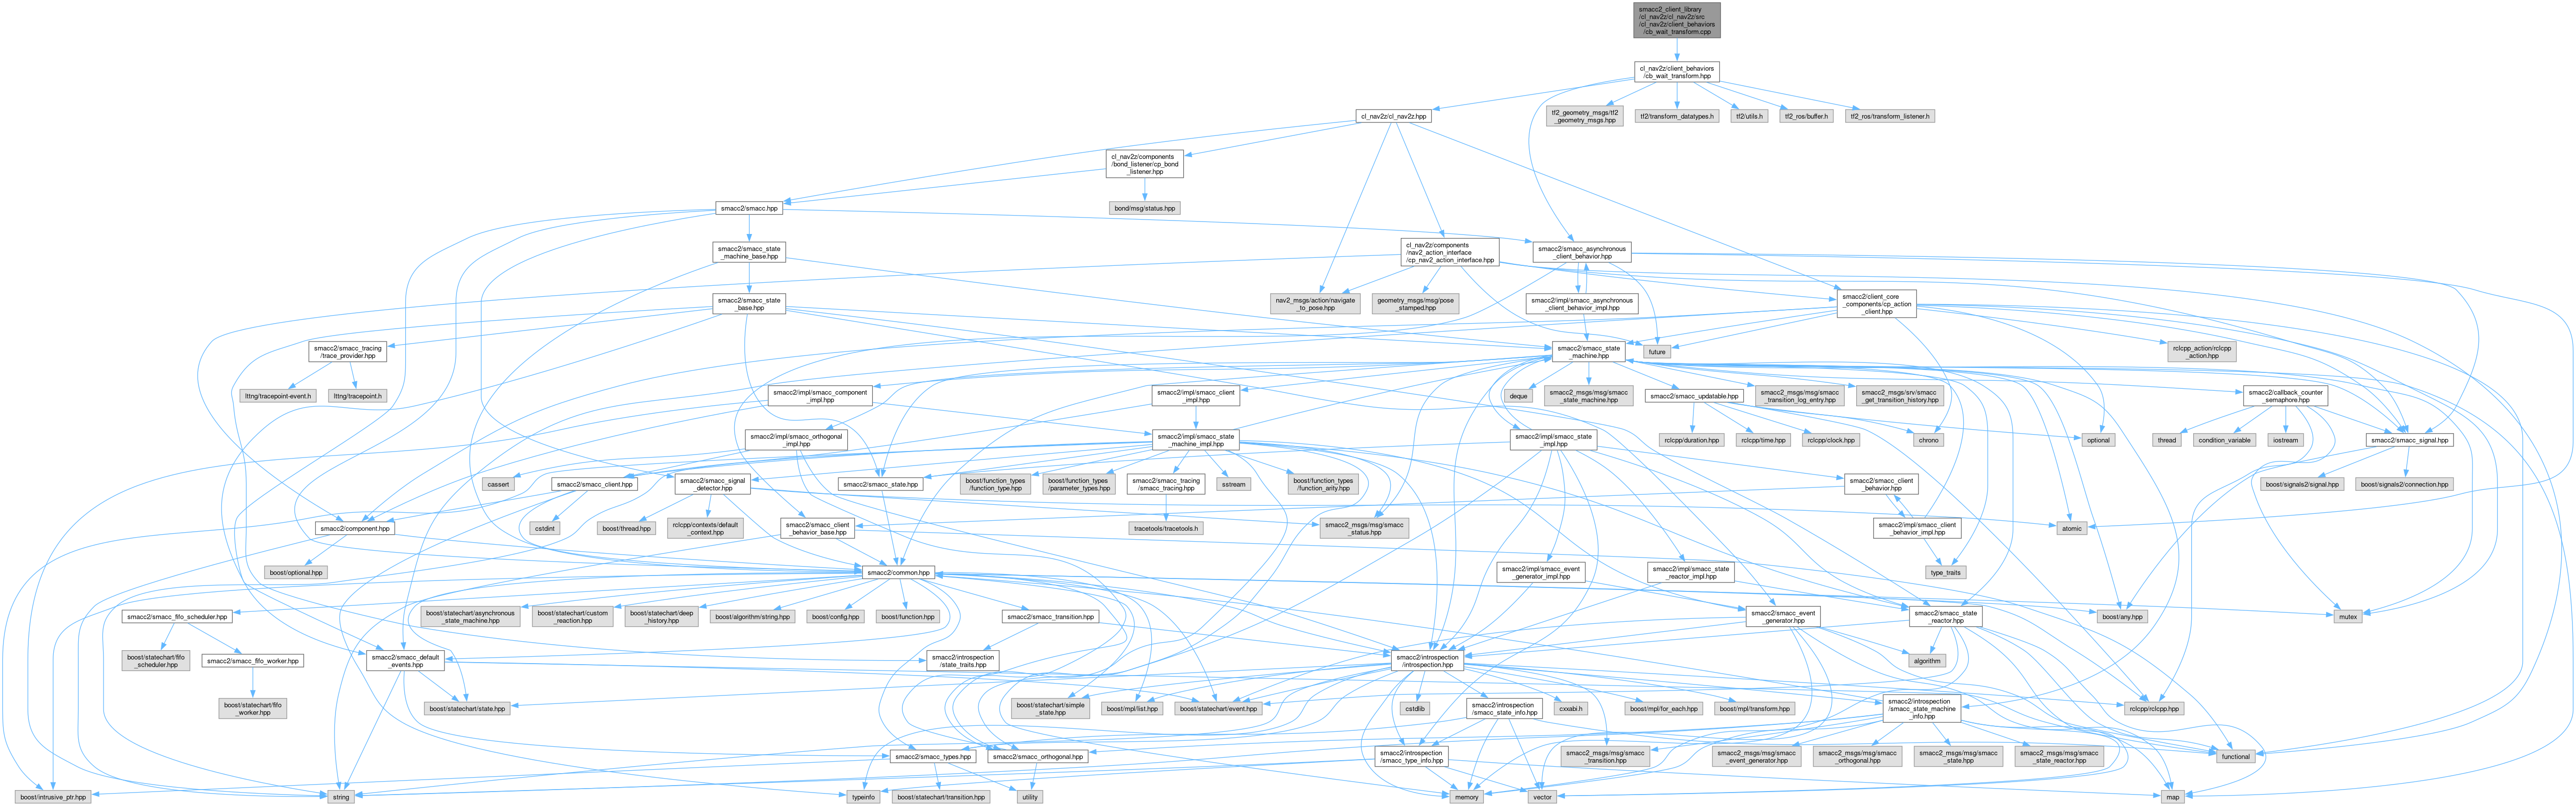 smacc2_client_library
/cl_nav2z/cl_nav2z/src
/cl_nav2z/client_behaviors
/cb_wait_transform.cpp
cl_nav2z/client_behaviors
/cb_wait_transform.hpp
cl_nav2z/cl_nav2z.hpp
tf2_geometry_msgs/tf2
_geometry_msgs.hpp
tf2/transform_datatypes.h
tf2/utils.h
tf2_ros/buffer.h
tf2_ros/transform_listener.h
cl_nav2z/components
/bond_listener/cp_bond
_listener.hpp
smacc2/smacc.hpp
bond/msg/status.hpp
smacc2/smacc_state
_machine_base.hpp
cl_nav2z/components
/nav2_action_interface
/cp_nav2_action_interface.hpp
smacc2/smacc_asynchronous
_client_behavior.hpp
smacc2/smacc_state
_base.hpp
nav2_msgs/action/navigate
_to_pose.hpp
geometry_msgs/msg/pose
_stamped.hpp
smacc2/impl/smacc_asynchronous
_client_behavior_impl.hpp
smacc2/client_core
_components/cp_action
_client.hpp
smacc2/smacc_tracing
/trace_provider.hpp
smacc2/smacc_state
_machine.hpp
future
rclcpp_action/rclcpp
_action.hpp
lttng/tracepoint-event.h
lttng/tracepoint.h
smacc2/impl/smacc_component
_impl.hpp
smacc2/impl/smacc_client
_impl.hpp
deque
smacc2_msgs/msg/smacc
_state_machine.hpp
smacc2/smacc_updatable.hpp
smacc2_msgs/msg/smacc
_transition_log_entry.hpp
smacc2_msgs/srv/smacc
_get_transition_history.hpp
smacc2/callback_counter
_semaphore.hpp
smacc2/impl/smacc_orthogonal
_impl.hpp
smacc2/impl/smacc_state
_machine_impl.hpp
smacc2/impl/smacc_state
_impl.hpp
rclcpp/duration.hpp
rclcpp/time.hpp
rclcpp/clock.hpp
chrono
optional
thread
condition_variable
iostream
smacc2/smacc_signal.hpp
cassert
smacc2/smacc_client.hpp
smacc2/smacc_signal
_detector.hpp
smacc2/smacc_state.hpp
boost/function_types
/function_type.hpp
boost/function_types
/parameter_types.hpp
smacc2/smacc_tracing
/smacc_tracing.hpp
sstream
boost/function_types
/function_arity.hpp
smacc2/smacc_client
_behavior.hpp
boost/signals2/signal.hpp
boost/signals2/connection.hpp
smacc2/component.hpp
cstdint
boost/thread.hpp
rclcpp/contexts/default
_context.hpp
smacc2/smacc_client
_behavior_base.hpp
tracetools/tracetools.h
smacc2_msgs/msg/smacc
_status.hpp
smacc2/impl/smacc_client
_behavior_impl.hpp
atomic
boost/optional.hpp
smacc2/common.hpp
smacc2/impl/smacc_event
_generator_impl.hpp
smacc2/impl/smacc_state
_reactor_impl.hpp
type_traits
smacc2/smacc_fifo_scheduler.hpp
boost/statechart/asynchronous
_state_machine.hpp
boost/statechart/custom
_reaction.hpp
boost/statechart/deep
_history.hpp
boost/algorithm/string.hpp
boost/config.hpp
boost/function.hpp
smacc2/smacc_transition.hpp
smacc2/smacc_event
_generator.hpp
smacc2/smacc_state
_reactor.hpp
boost/any.hpp
mutex
boost/statechart/fifo
_scheduler.hpp
smacc2/smacc_fifo_worker.hpp
smacc2/smacc_default
_events.hpp
smacc2/introspection
/state_traits.hpp
smacc2/introspection
/introspection.hpp
algorithm
boost/statechart/fifo
_worker.hpp
boost/statechart/state.hpp
boost/statechart/simple
_state.hpp
boost/mpl/list.hpp
boost/statechart/event.hpp
cstdlib
smacc2/introspection
/smacc_state_info.hpp
cxxabi.h
boost/mpl/for_each.hpp
boost/mpl/transform.hpp
smacc2/introspection
/smacc_state_machine
_info.hpp
rclcpp/rclcpp.hpp
smacc2/smacc_types.hpp
smacc2/smacc_orthogonal.hpp
smacc2/introspection
/smacc_type_info.hpp
smacc2_msgs/msg/smacc
_transition.hpp
smacc2_msgs/msg/smacc
_event_generator.hpp
smacc2_msgs/msg/smacc
_orthogonal.hpp
smacc2_msgs/msg/smacc
_state.hpp
smacc2_msgs/msg/smacc
_state_reactor.hpp
functional
boost/intrusive_ptr.hpp
string
typeinfo
boost/statechart/transition.hpp
utility
memory
vector
map